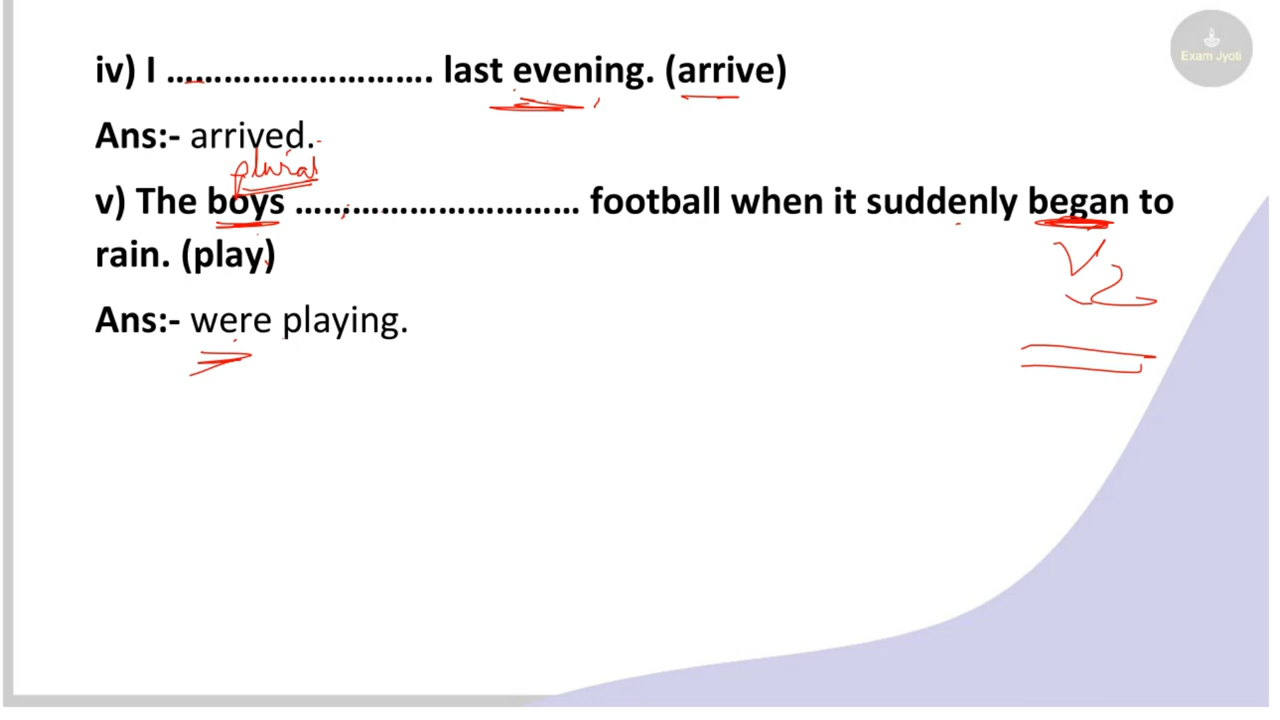 Exam Jyoti
iv) I ............................ last evening. (arrive)
Ans:- arrived.
plural
v) The boys .............................. football when it suddenly began to
rain. (play)
V2
Ans:- were playing.